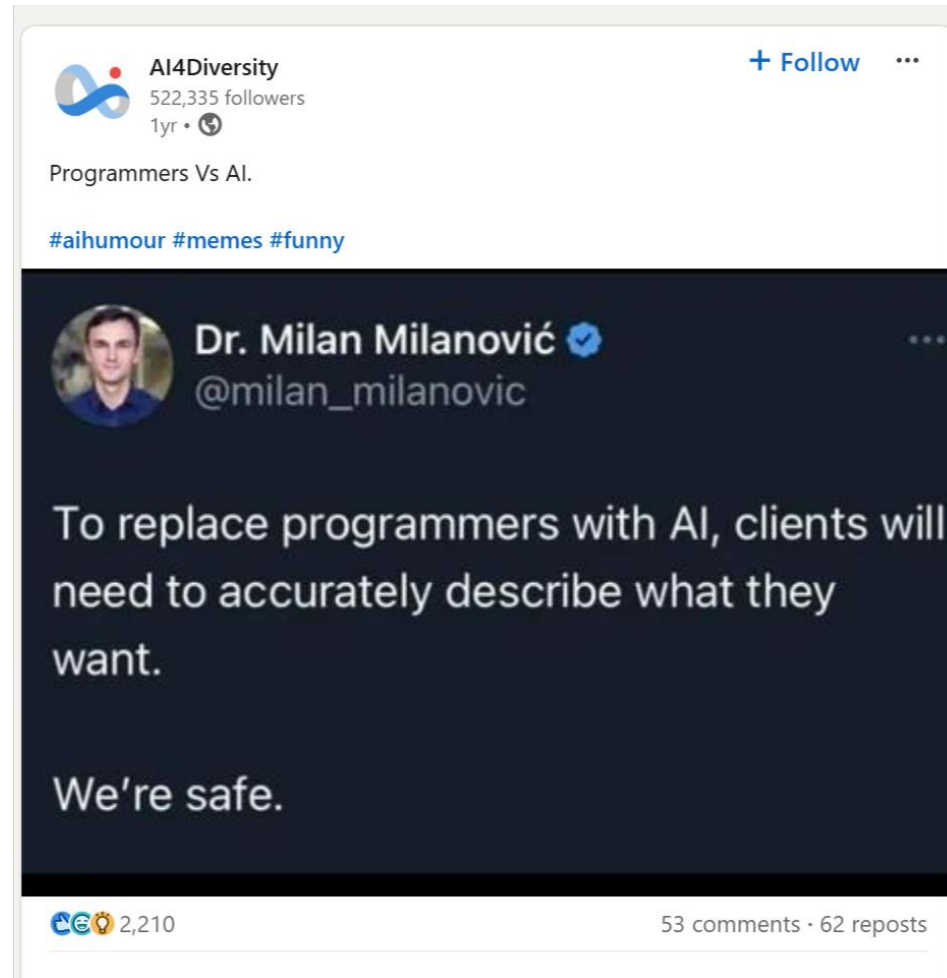 AI4Diversity
+ Follow ...
522,335 followers
1yr •
Programmers Vs AI.
#aihumour #memes #funny
Dr. Milan Milanović
...
@milan_milanovic
To replace programmers with AI, clients will
need to accurately describe what they
want.
We're safe.
2,210
53 comments · 62 reposts